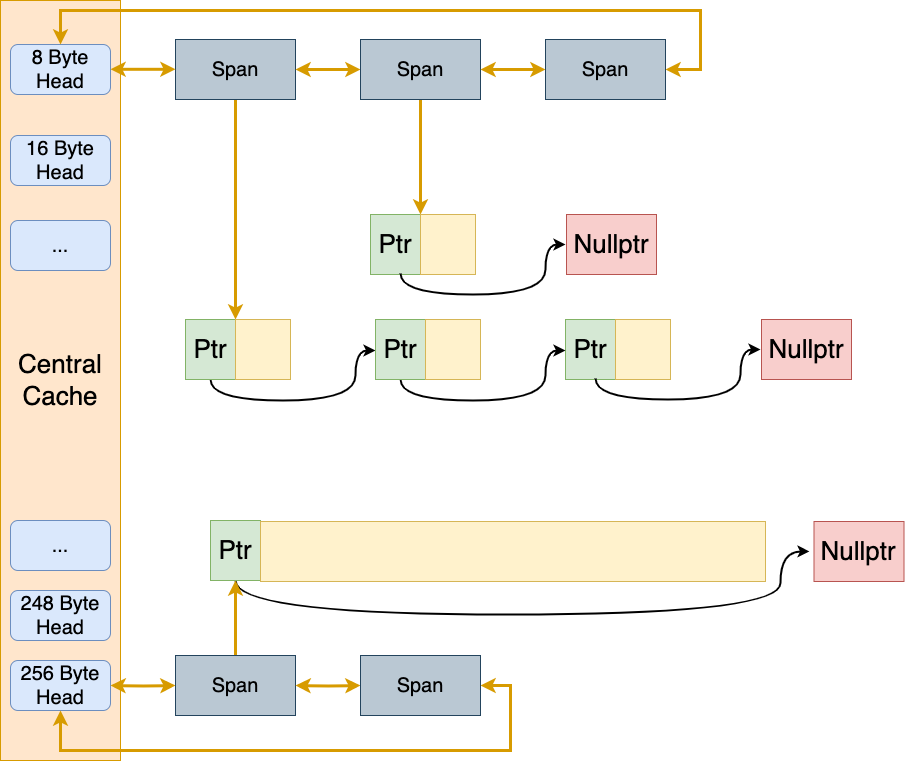 8 Byte
Head
Span
Span
Span
16 Byte
Head
...
Ptr
Nullptr
Central
Cache
Ptr
Ptr
Ptr
Nullptr
...
Ptr
Nullptr
248 Byte
Head
256 Byte
Head
Span
Span